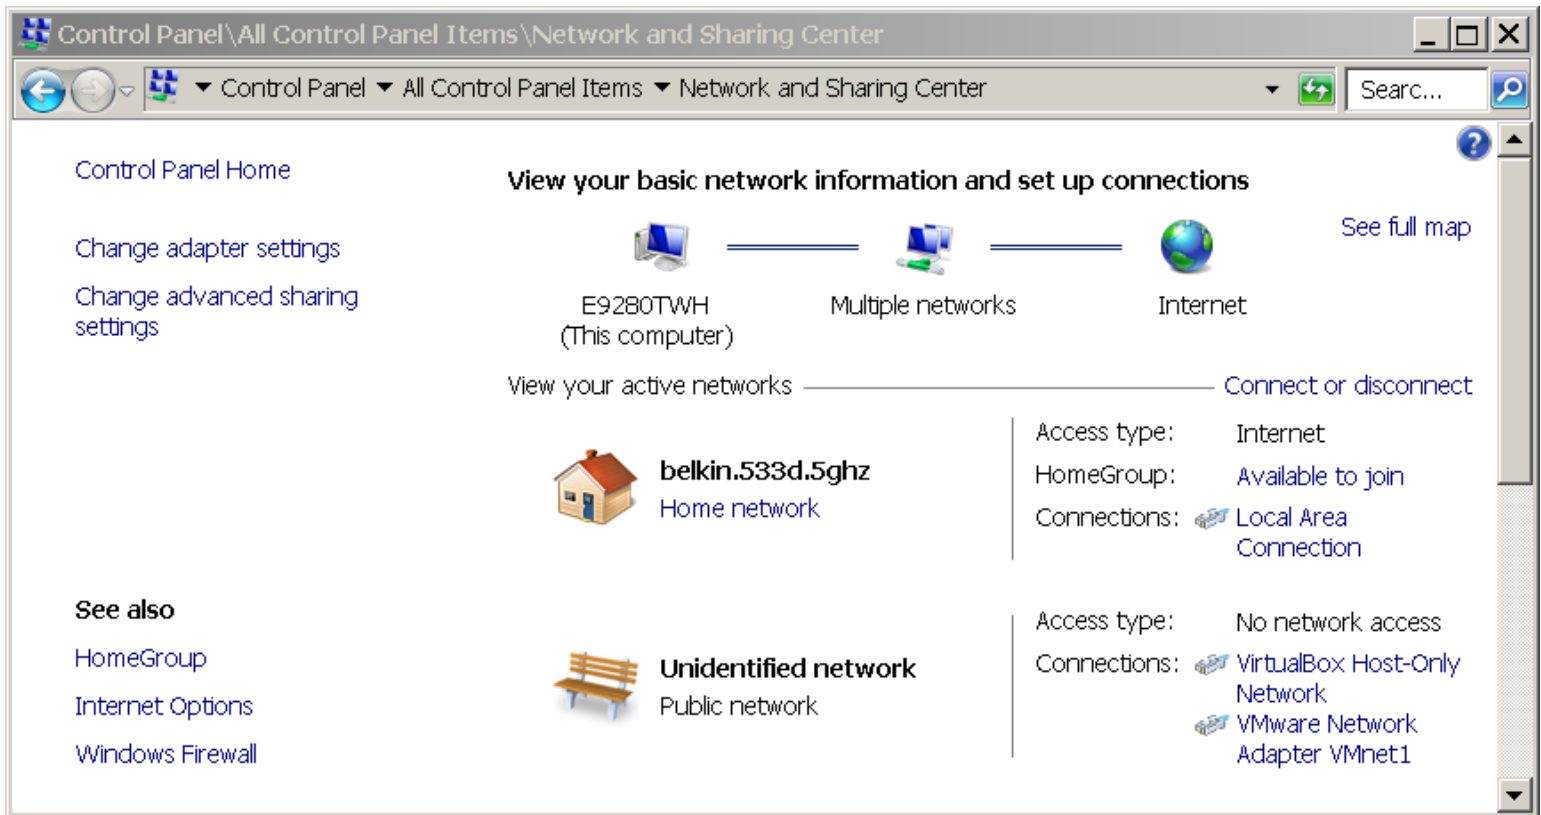 Control Panel\All Control Panel Items\Network and Sharing Center
Control Panel All Control Panel Items Network and Sharing Center Searc...
Control Panel Home
Change adapter settings
Change advanced sharing
settings
See also
HomeGroup
Internet Options
Windows Firewall
View your basic network information and set up connections
See full map
E9280TWH
(This computer)
Multiple networks
Internet
View your active networks
Connect or disconnect
belkin.533d.5ghz
Home network
Access type: Internet
HomeGroup: Available to join
Connections: Local Area
Connection
Unidentified network
Public network
Access type: No network access
Connections: VirtualBox Host-Only
Network
VMware Network
Adapter VMnet1